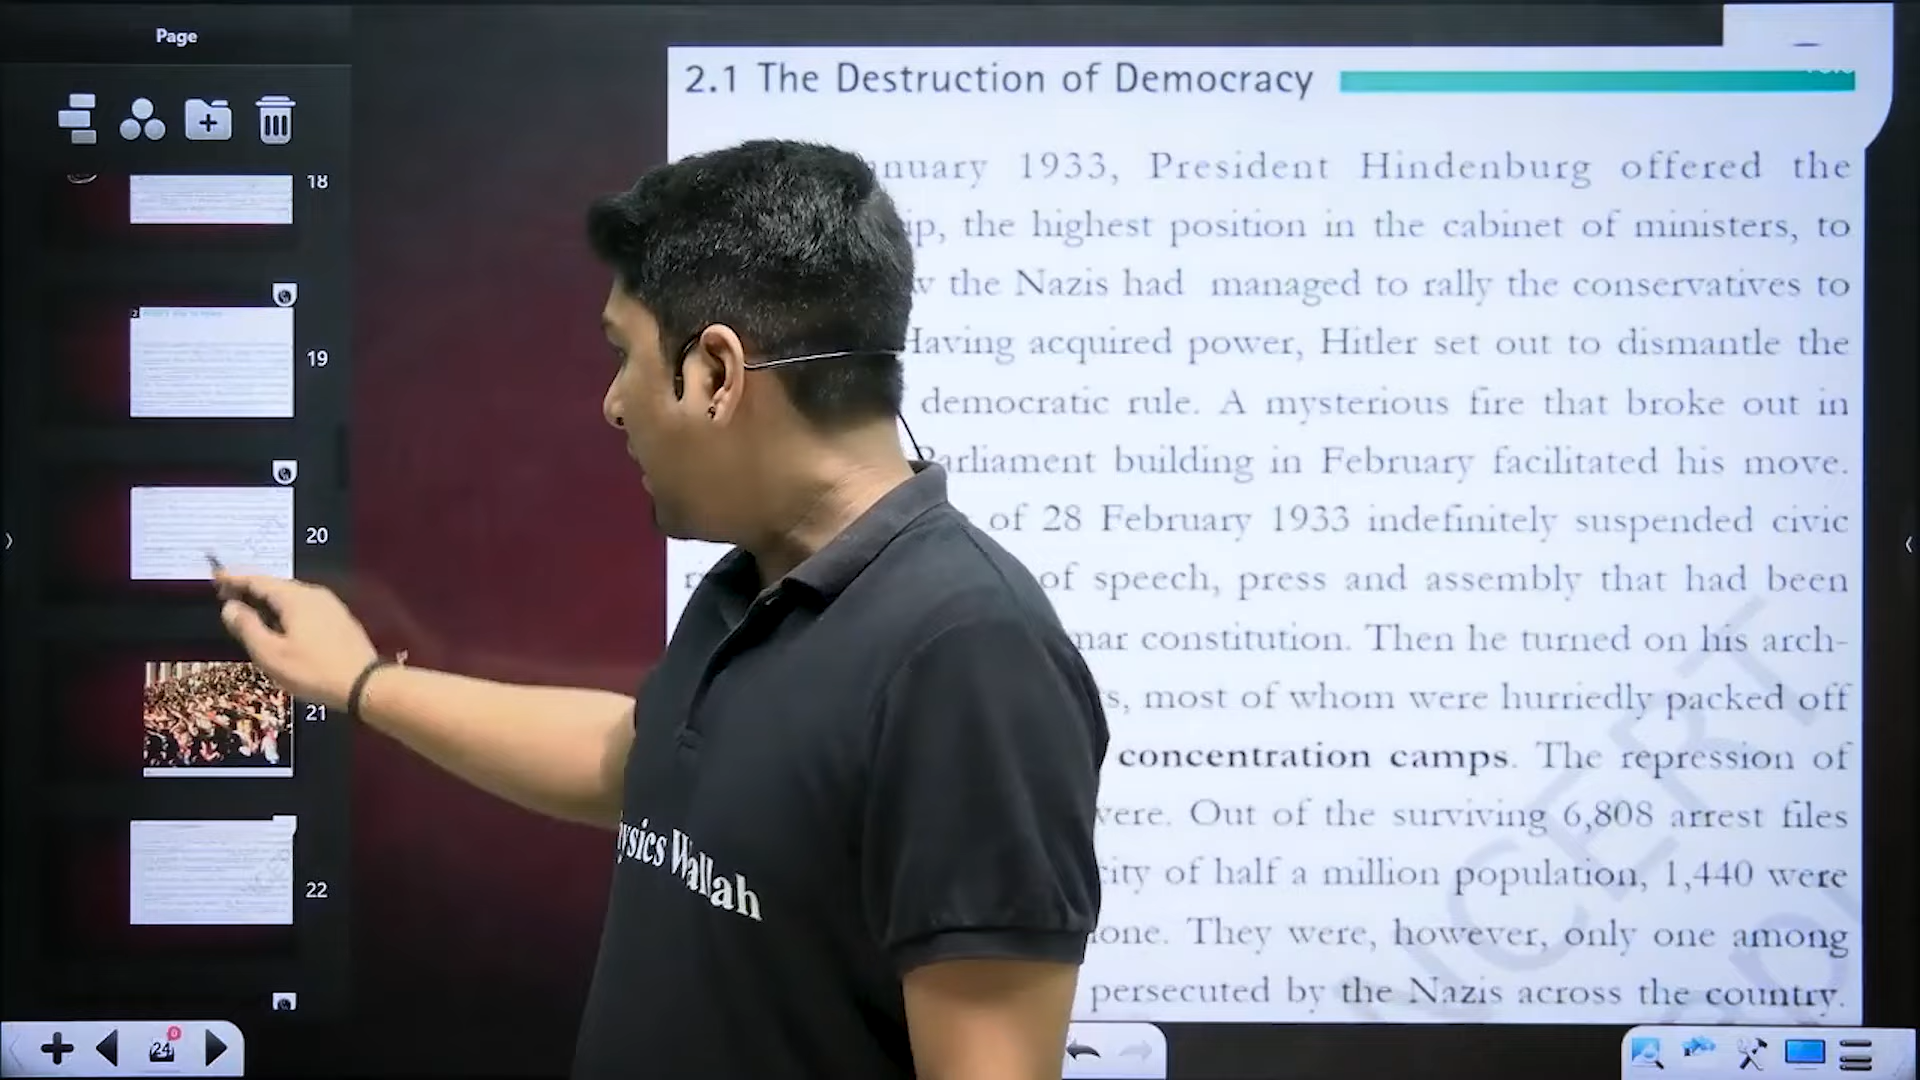 Page
18
19
20
21
22
24
0
2.1 The Destruction of Democracy
nuary 1933, President Hindenburg offered the
ip, the highest position in the cabinet of ministers, to
the Nazis had managed to rally the conservatives to
Having acquired power, Hitler set out to dismantle the
democratic rule. A mysterious fire that broke out in
Parliament building in February facilitated his move.
of 28 February 1933 indefinitely suspended civic
of speech, press and assembly that had been
mar constitution. Then he turned on his arch-
s, most of whom were hurriedly packed off
concentration camps. The repression of
vere. Out of the surviving 6,808 arrest files
city of half a million population, 1,440 were
lone. They were, however, only one among
persecuted by the Nazis across the country.
NCERT
ysics Wallah